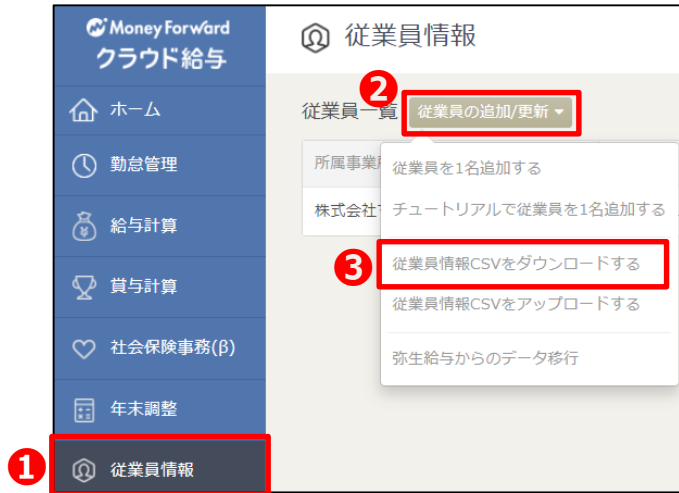 Money Forward
クラウド給与
ホーム
勤怠管理
給与計算
賞与計算
社会保険事務(β)
年末調整
1
従業員情報
従業員情報
2
従業員一覧 従業員の追加/更新
所属事業
従業員を1名追加する
株式会社
チュートリアルで従業員を1名追加する
3
従業員情報CSVをダウンロードする
従業員情報CSVをアップロードする
弥生給与からのデータ移行